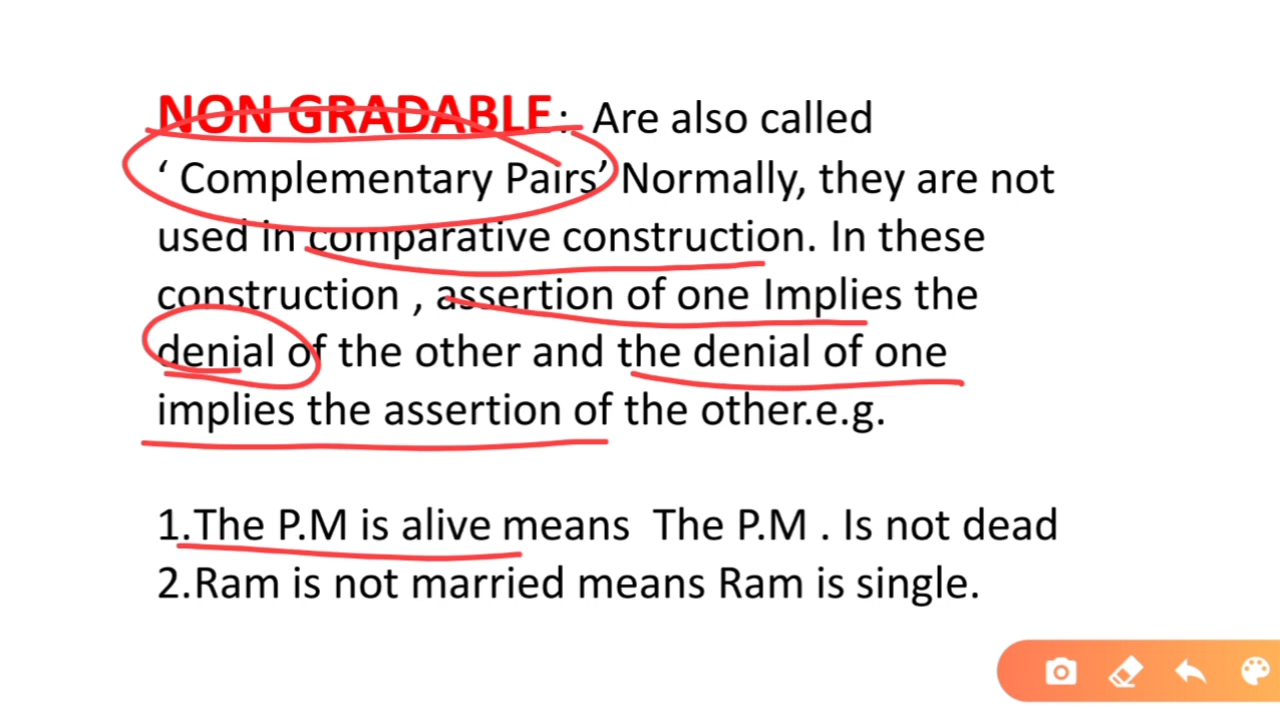 NON GRADABLE: Are also called
‘ Complementary Pairs’ Normally, they are not
used in comparative construction. In these
construction , assertion of one Implies the
denial of the other and the denial of one
implies the assertion of the other.e.g.
1.The P.M is alive means The P.M . Is not dead
2.Ram is not married means Ram is single.